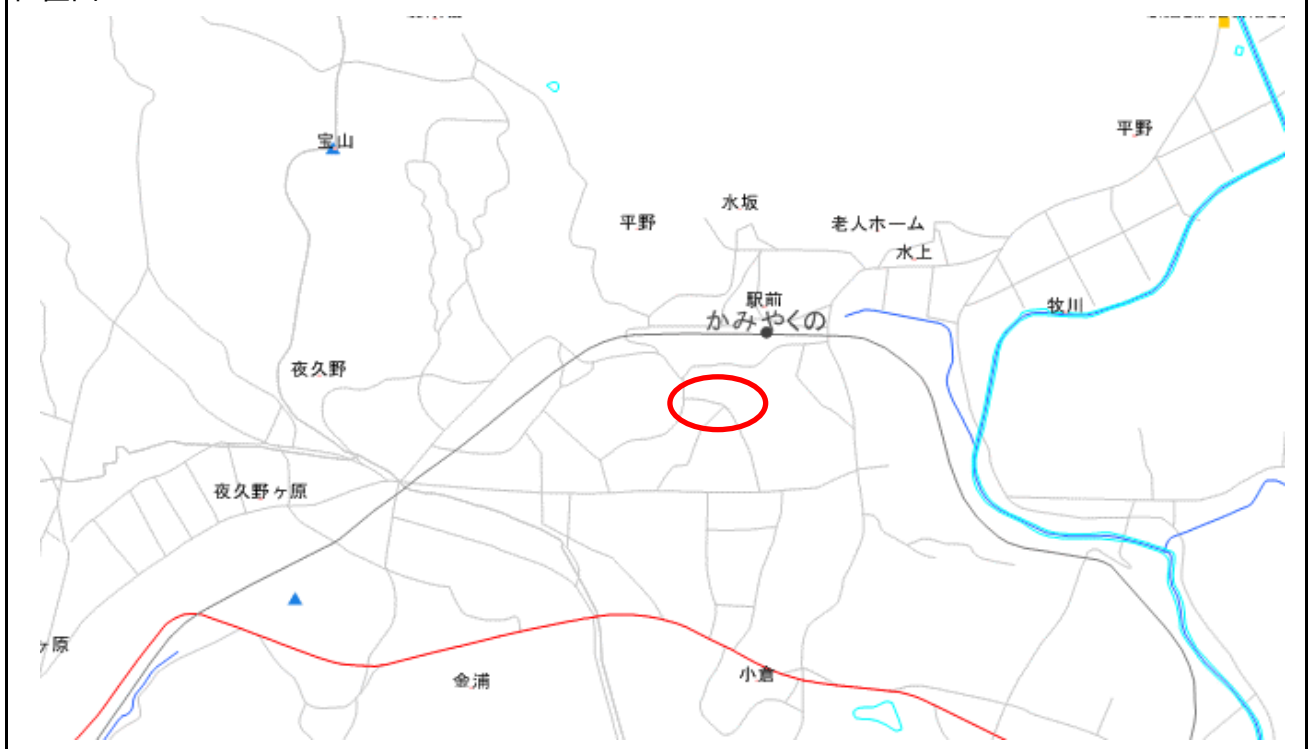 宝山
平野
水坂
平野
老人ホーム
水上
駅前
かみやくの
牧川
夜久野
夜久野ヶ原
ヶ原
金浦
小倉